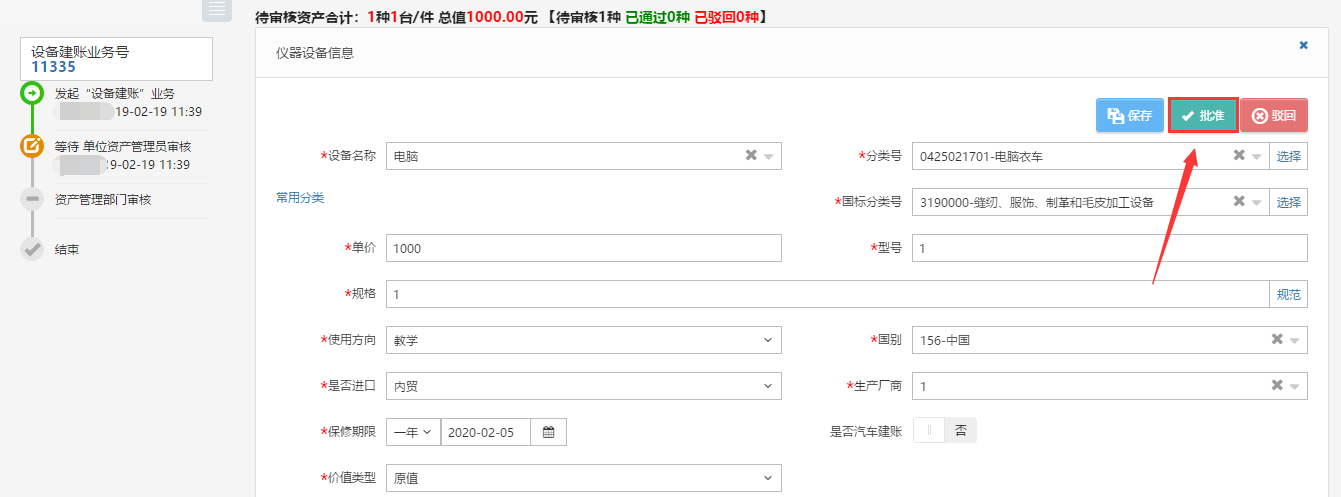 待审核资产合计：1种1台/件 总值1000.00元 【待审核1种 已通过0种 已驳回0种】
设备建账业务号
11335
发起“设备建账”业务
19-02-19 11:39
等待 单位资产管理员审核
9-02-19 11:39
资产管理部门审核
结束
仪器设备信息
保存 批准 驳回
*设备名称 电脑 *分类号 0425021701-电脑衣车 选择
常用分类 *国标分类号 3190000-缝纫、服饰、制革和毛皮加工设备 选择
*单价 1000 *型号 1
*规格 1 规范
*使用方向 教学 *国别 156-中国
*是否进口 内贸 *生产厂商 1
*保修期限 一年 2020-02-05 是否汽车建账 否
*价值类型 原值